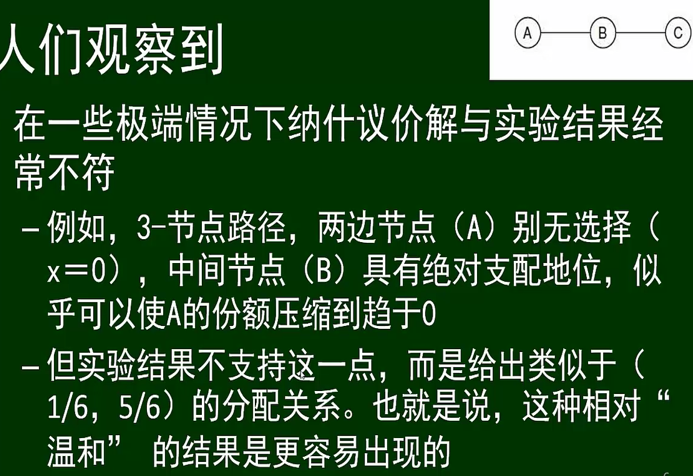 人们观察到
A B C
在一些极端情况下纳什议价解与实验结果经
常不符
–例如，3-节点路径，两边节点（A）别无选择（
x=0），中间节点（B）具有绝对支配地位，似
乎可以使A的份额压缩到趋于0
–但实验结果不支持这一点，而是给出类似于（
1/6，5/6）的分配关系。也就是说，这种相对“
温和” 的结果是更容易出现的